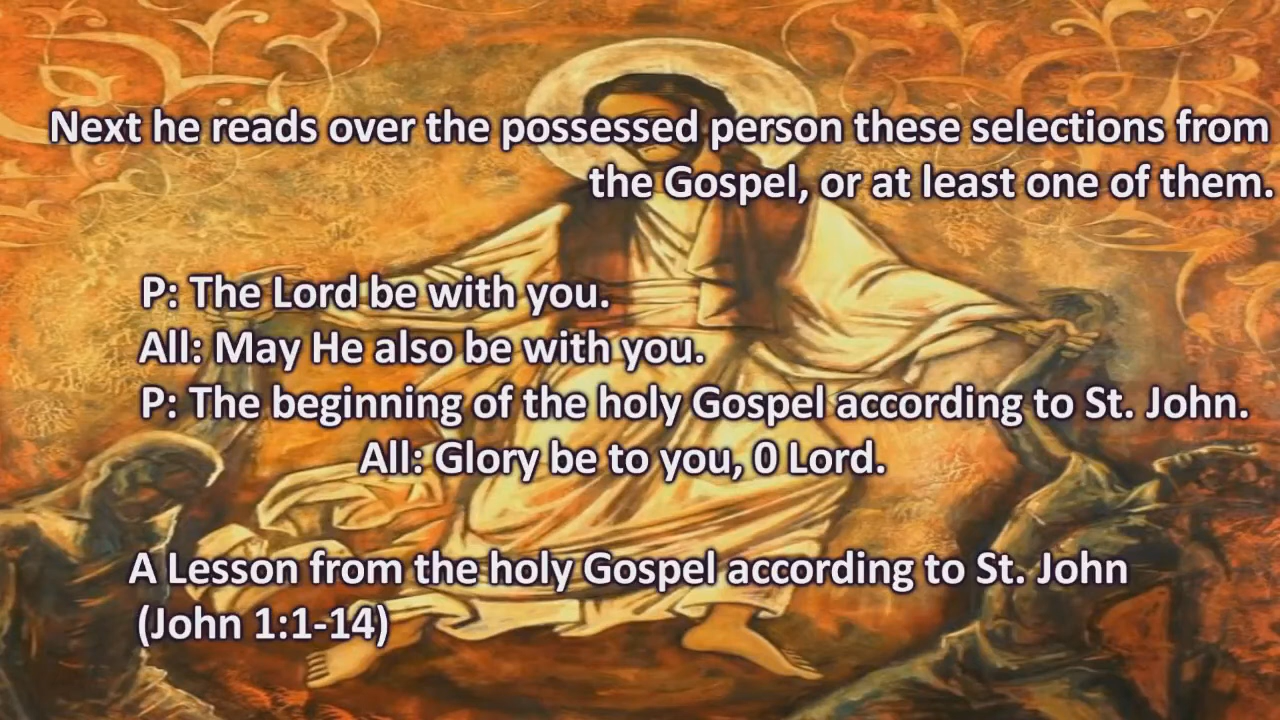 Next he reads over the possessed person these selections from
the Gospel, or at least one of them.
P: The Lord be with you.
All: May He also be with you.
P: The beginning of the holy Gospel according to St. John.
All: Glory be to you, 0 Lord.
A Lesson from the holy Gospel according to St. John
(John 1:1-14)